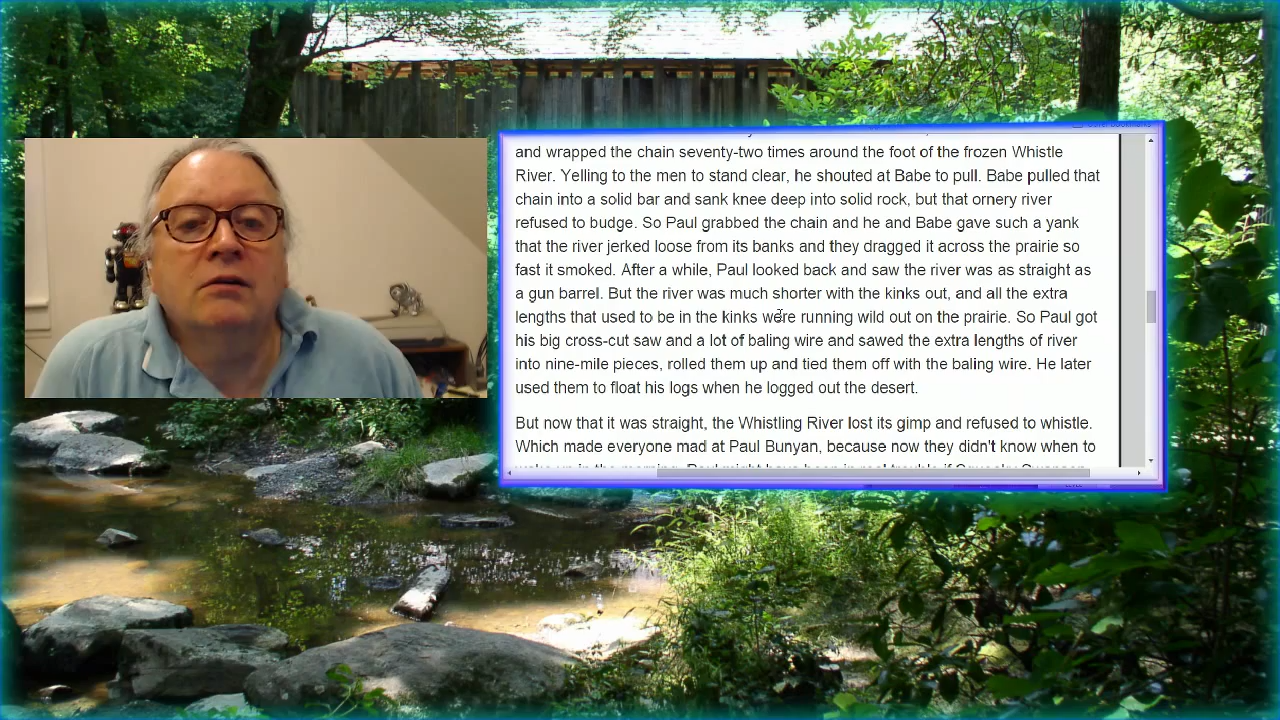 and wrapped the chain seventy-two times around the foot of the frozen Whistle
River. Yelling to the men to stand clear, he shouted at Babe to pull. Babe pulled that
chain into a solid bar and sank knee deep into solid rock, but that ornery river
refused to budge. So Paul grabbed the chain and he and Babe gave such a yank
that the river jerked loose from its banks and they dragged it across the prairie so
fast it smoked. After a while, Paul looked back and saw the river was as straight as
a gun barrel. But the river was much shorter with the kinks out, and all the extra
lengths that used to be in the kinks were running wild out on the prairie. So Paul got
his big cross-cut saw and a lot of baling wire and sawed the extra lengths of river
into nine-mile pieces, rolled them up and tied them off with the baling wire. He later
used them to float his logs when he logged out the desert.
But now that it was straight, the Whistling River lost its gimp and refused to whistle.
Which made everyone mad at Paul Bunyan, because now they didn't know when to